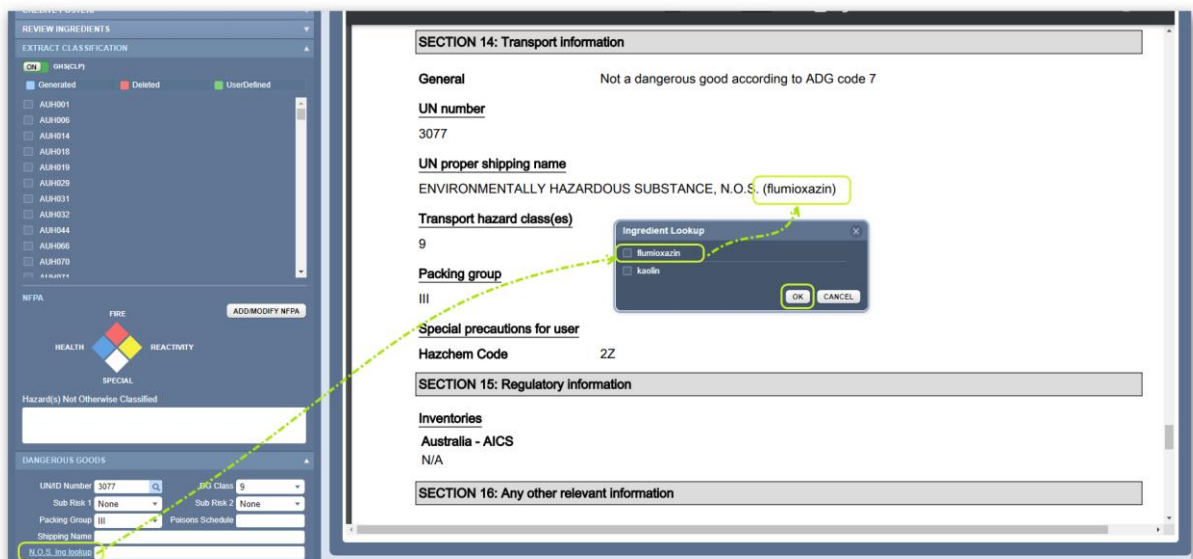 REVIEW INGREDIENTS
EXTRACT CLASSIFICATION
ON GHS(CLP)
Generated Deleted UserDefined
AUH001
AUH006
AUH014
AUH018
AUH019
AUH029
AUH031
AUH032
AUH044
AUH066
AUH070
AUH071
NFPA
ADD/MODIFY NFPA
FIRE
HEALTH REACTIVITY
SPECIAL
Hazard(s) Not Otherwise Classified
DANGEROUS GOODS
UN/ID Number 3077 DG Class 9
Sub Risk 1 None Sub Risk 2 None
Packing Group III Poisons Schedule
Shipping Name
N.O.S. Ing lookup
SECTION 14: Transport information
General Not a dangerous good according to ADG code 7
UN number
3077
UN proper shipping name
ENVIRONMENTALLY HAZARDOUS SUBSTANCE, N.O.S. (flumioxazin)
Transport hazard class(es)
9
Packing group
III
Special precautions for user
Hazchem Code 2Z
SECTION 15: Regulatory information
Inventories
Australia - AICS
N/A
SECTION 16: Any other relevant information
Ingredient Lookup
flumioxazin
kaolin
OK CANCEL